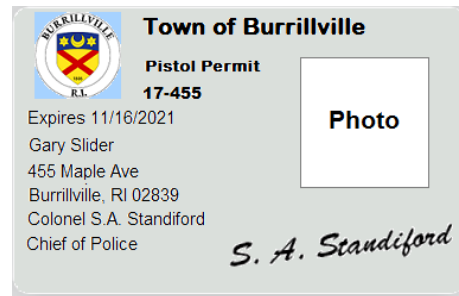 BURRILLVILLE
1806
R.I.
Town of Burrillville
Pistol Permit
17-455
Photo
Expires 11/16/2021
Gary Slider
455 Maple Ave
Burrillville, RI 02839
Colonel S.A. Standiford
Chief of Police
S. A. Standiford